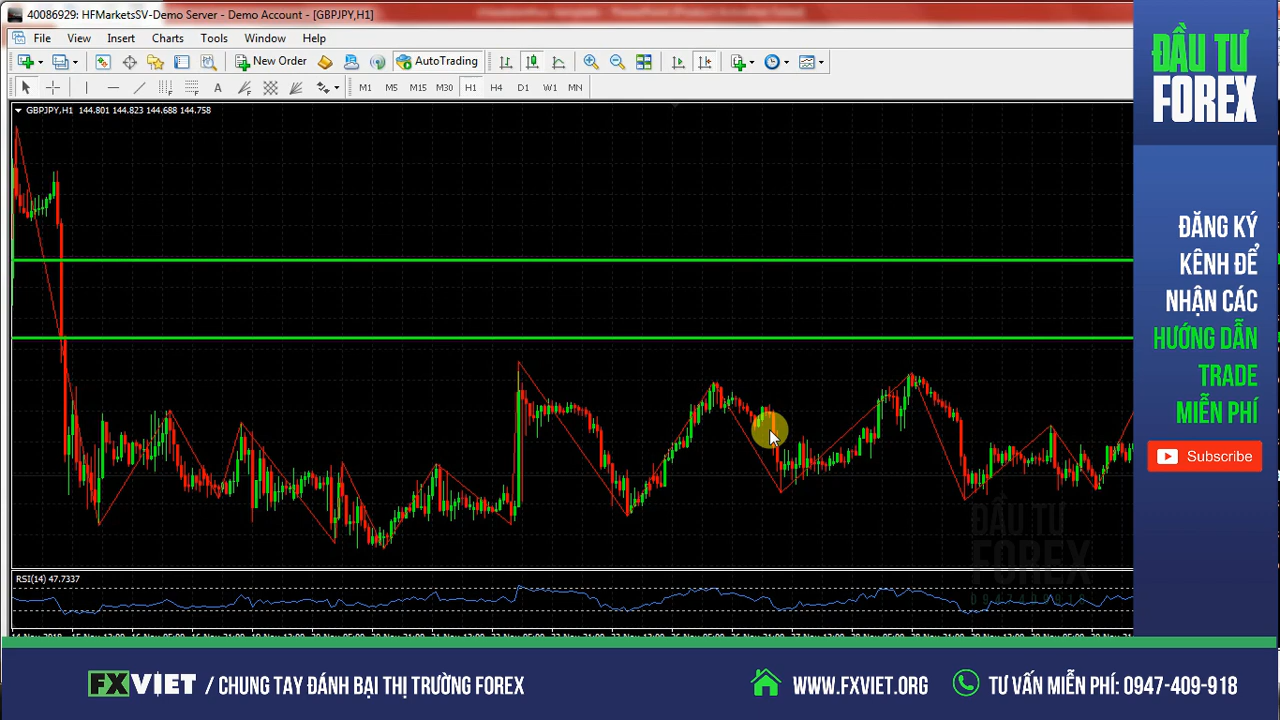 40086929: HFMarketsSV-Demo Server - Demo Account - [GBPJPY,H1]
File View Insert Charts Tools Window Help
New Order AutoTrading
A T M1 M5 M15 M30 H1 H4 D1 W1 MN
GBPJPY,H1 144.801 144.823 144.688 144.758
RSI(14) 47.7337
ĐẦU TƯ
FOREX
ĐĂNG KÝ
KÊNH ĐỂ
NHẬN CÁC
HƯỚNG DẪN
TRADE
MIỄN PHÍ
Subscribe
ĐẦU TƯ
FOREX
FXVIET / CHUNG TAY ĐÁNH BẠI THỊ TRƯỜNG FOREX
WWW.FXVIET.ORG
TƯ VẤN MIỄN PHÍ: 0947-409-918